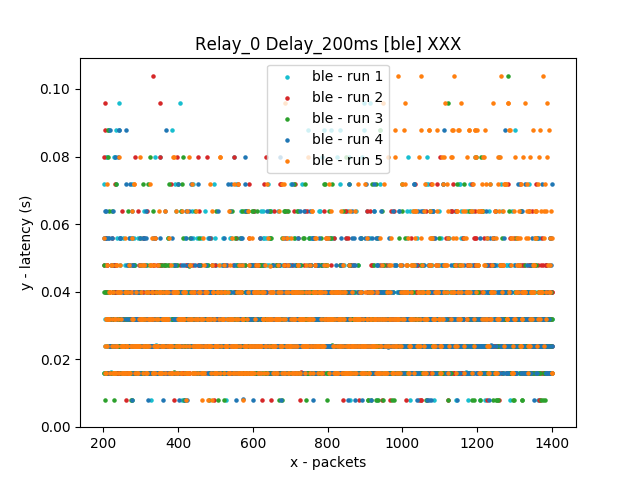 Relay_0 Delay_200ms [ble] XXX
ble - run 1
ble - run 2
ble - run 3
ble - run 4
ble - run 5
0.10
0.08
0.06
0.04
0.02
0.00
y - latency (s)
200 400 600 800 1000 1200 1400
x - packets